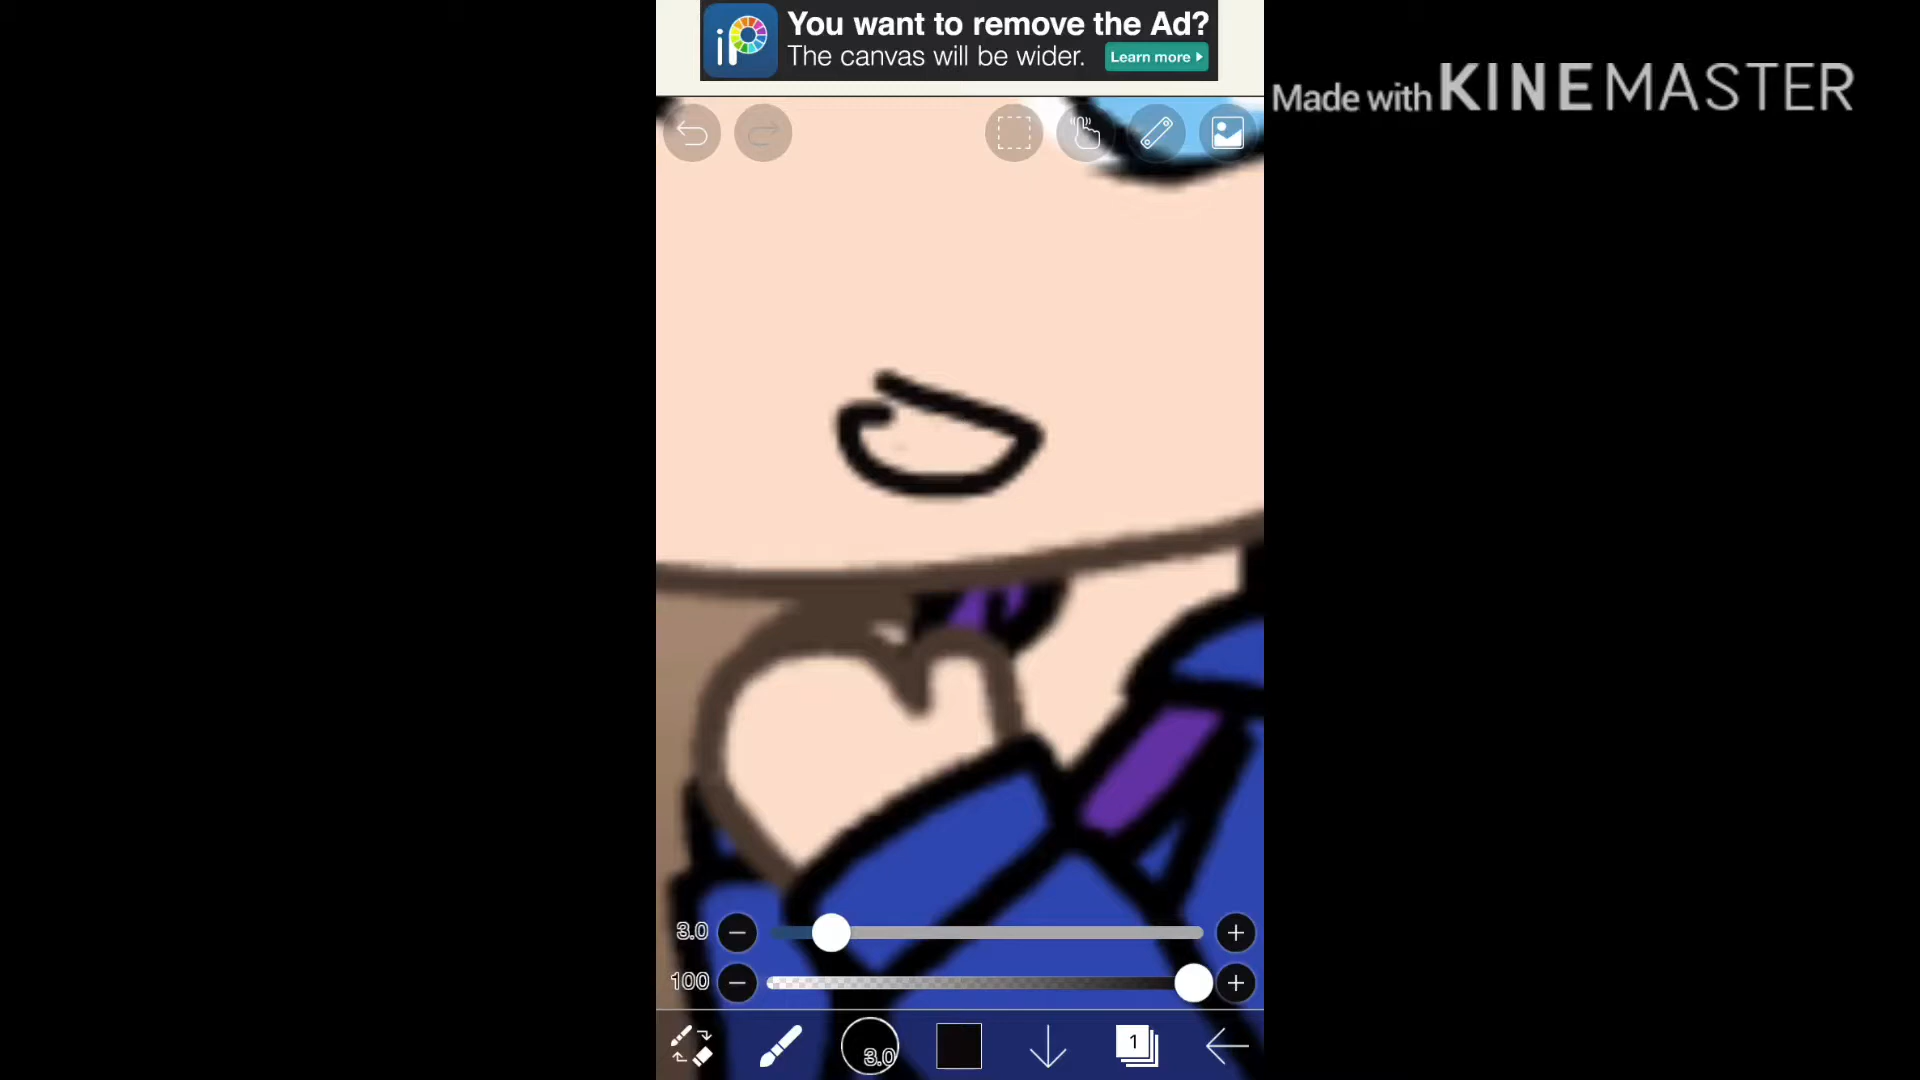 iP
You want to remove the Ad?
The canvas will be wider.
Learn more
Made with KINEMASTER
3.0
100
3.0
1